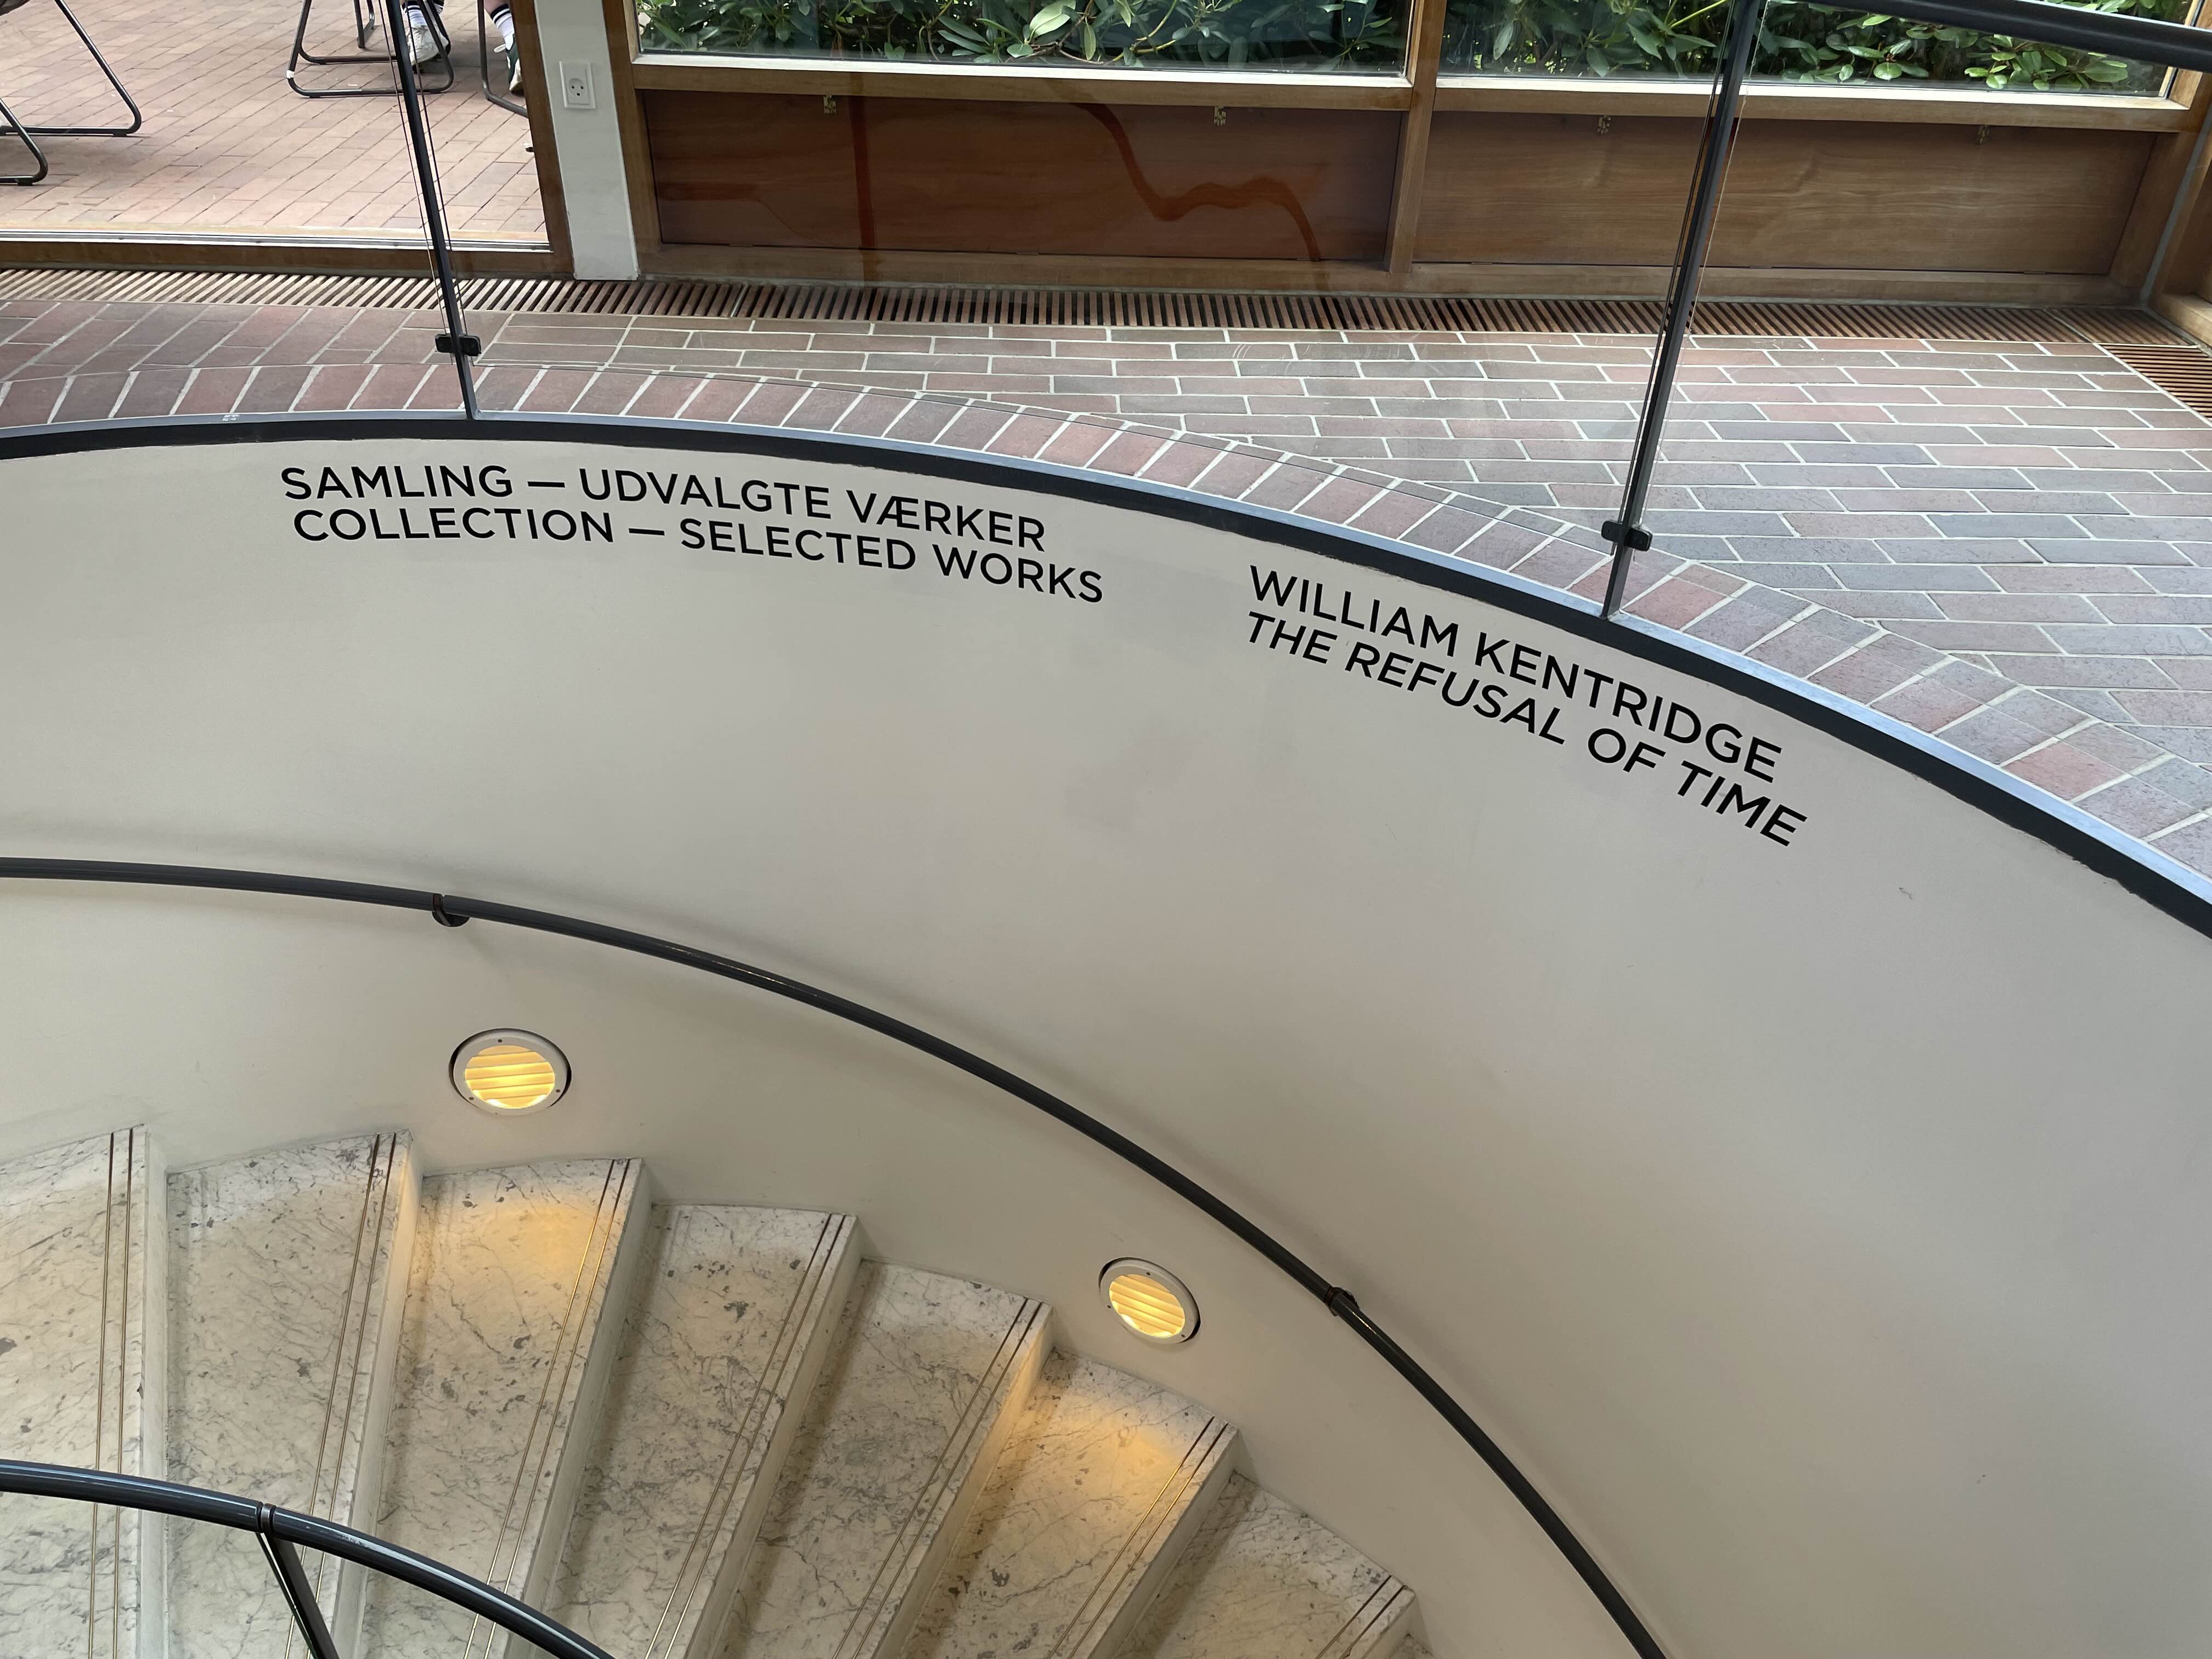 SAMLING — UDVALGTE VÆRKER
COLLECTION — SELECTED WORKS
WILLIAM KENTRIDGE
THE REFUSAL OF TIME